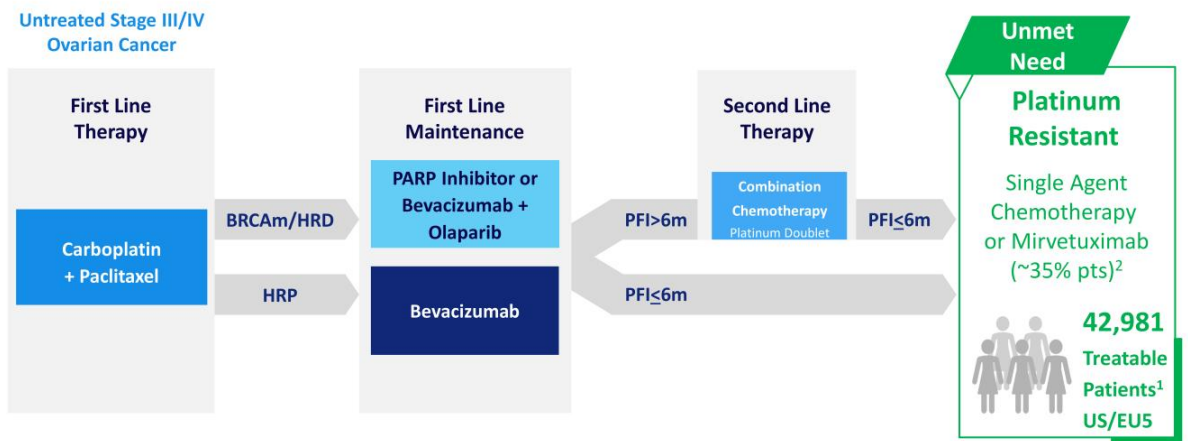 Untreated Stage III/IV
Ovarian Cancer
First Line
Therapy
Carboplatin
+ Paclitaxel
BRCAm/HRD
HRP
First Line
Maintenance
PARP Inhibitor or
Bevacizumab +
Olaparib
Bevacizumab
PFI>6m
PFI≤6m
Second Line
Therapy
Combination
Chemotherapy
Platinum Doublet
PFI≤6m
Unmet
Need
Platinum
Resistant
Single Agent
Chemotherapy
or Mirvetuximab
(~35% pts)²
42,981
Treatable
Patients¹
US/EU5